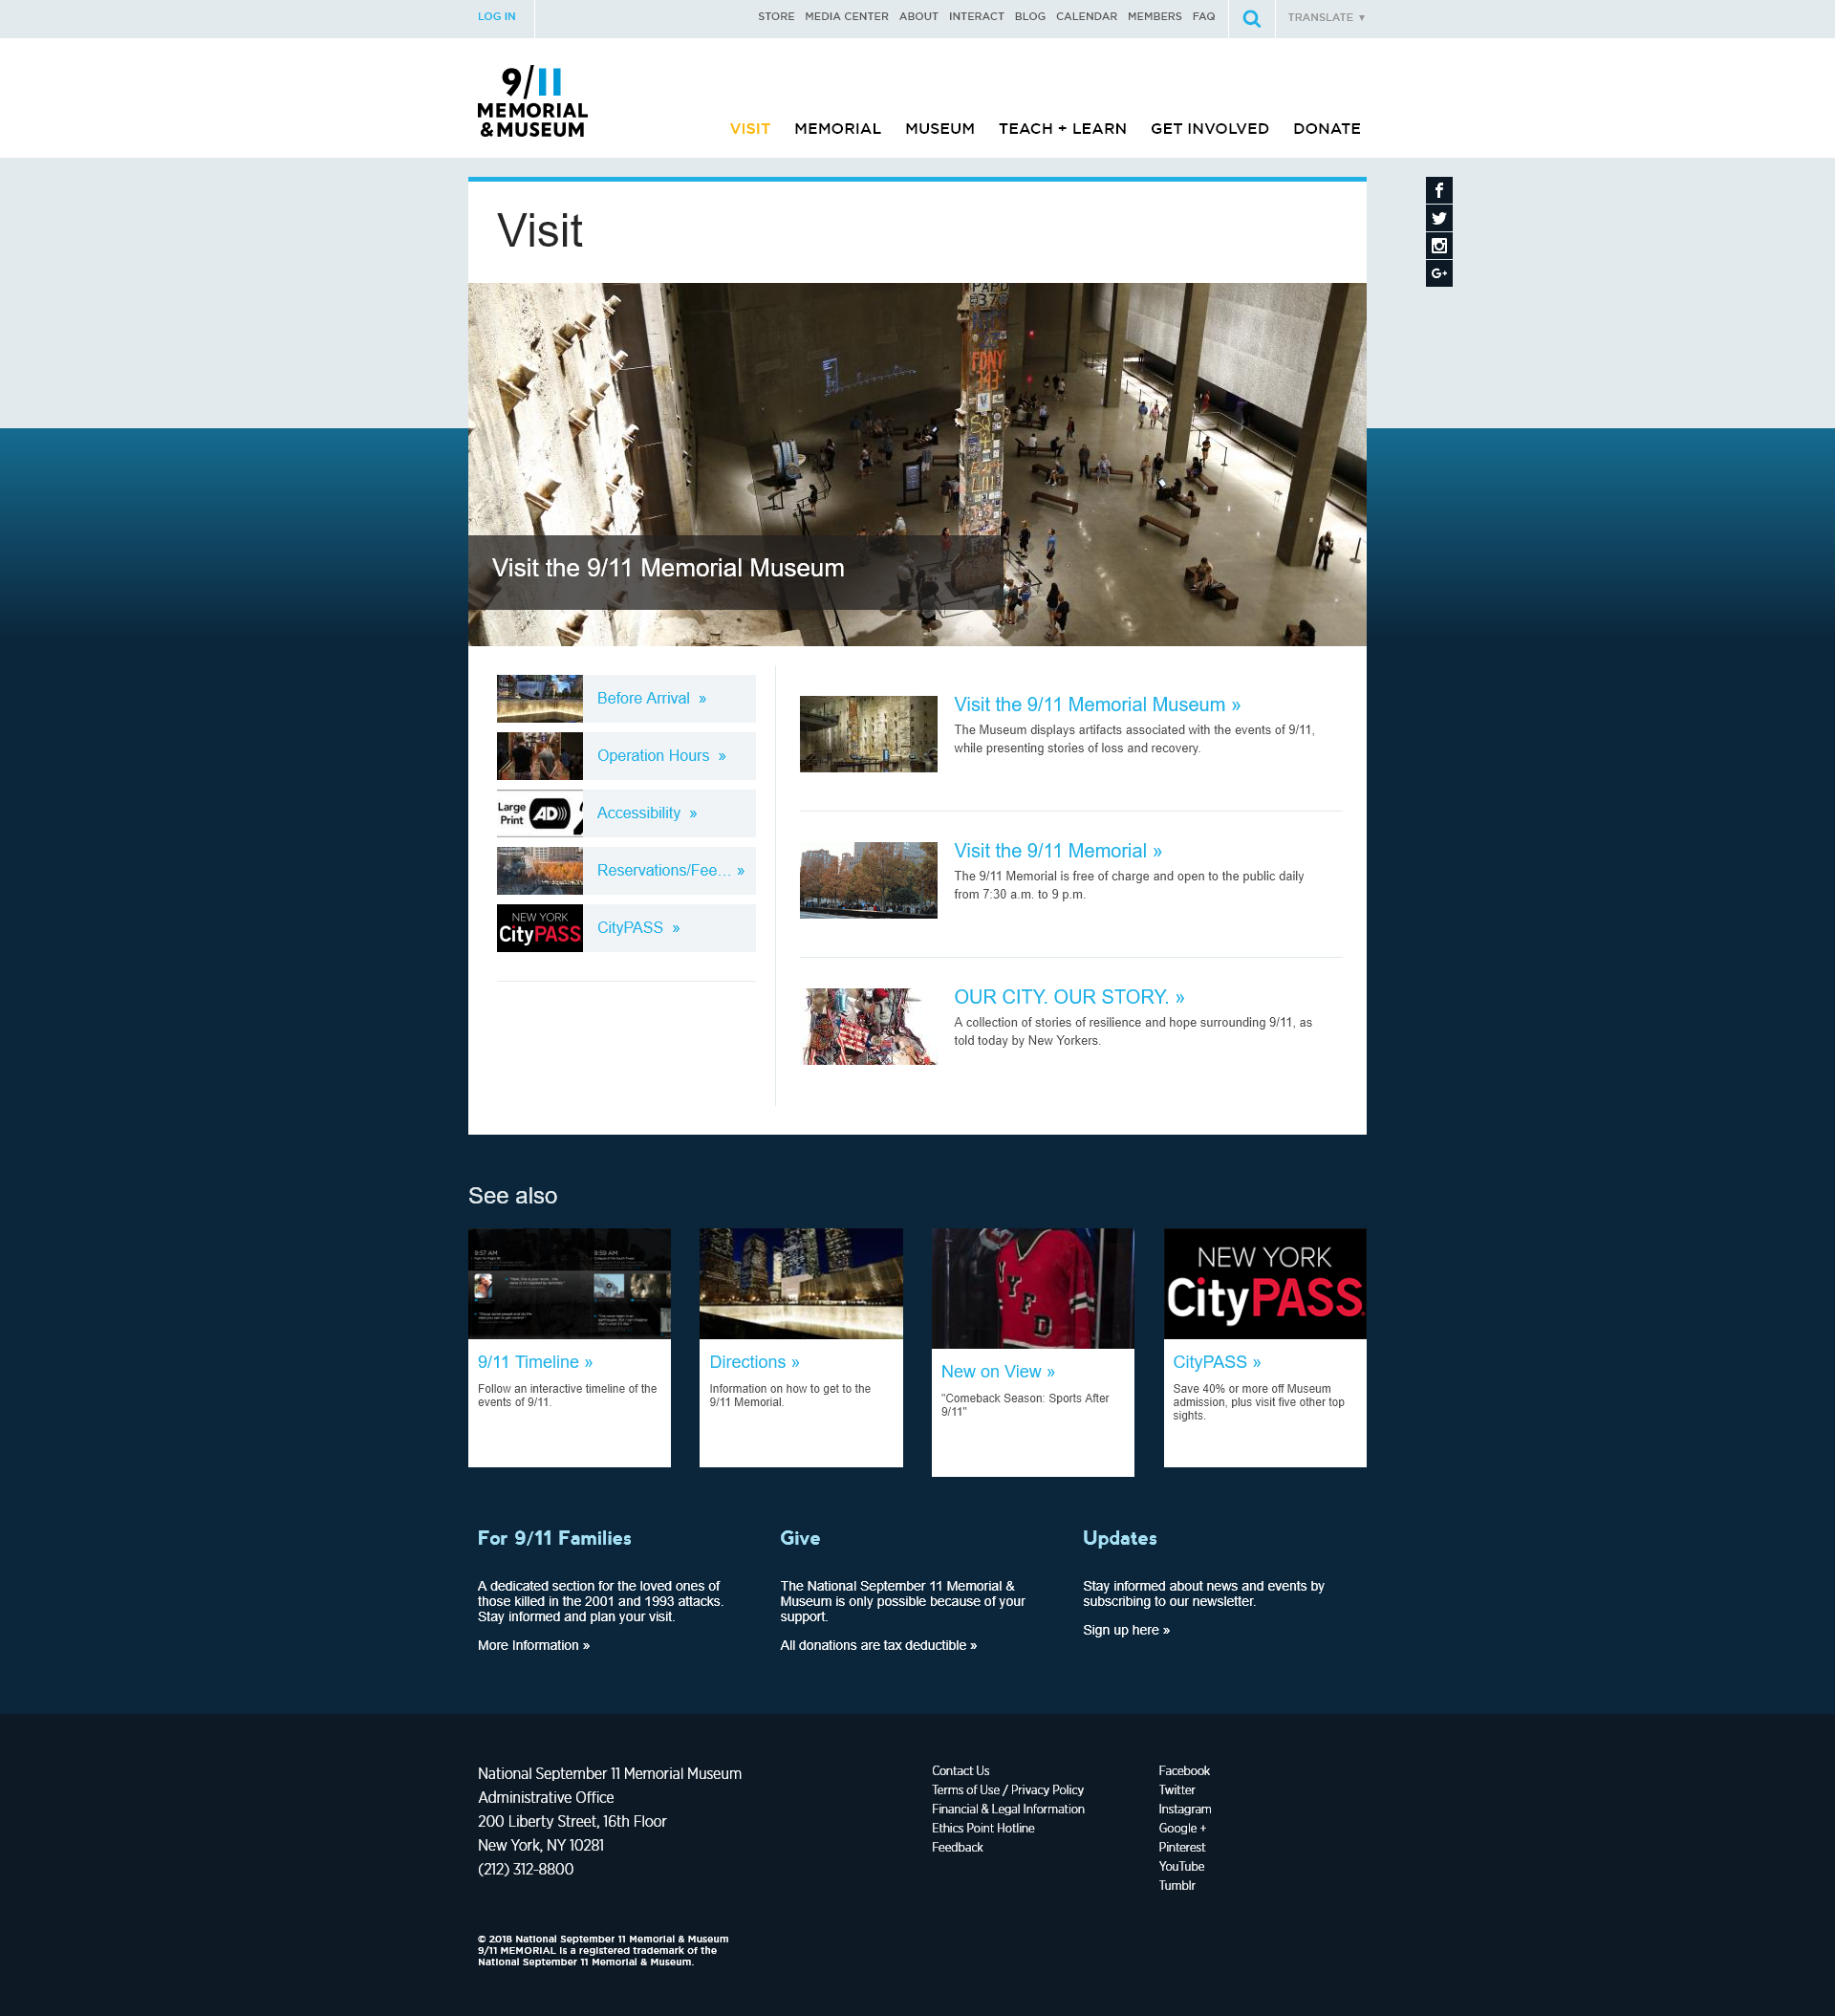 LOG IN
STORE MEDIA CENTER ABOUT INTERACT BLOG CALENDAR MEMBERS FAQ
TRANSLATE ▼
9/11
MEMORIAL
& MUSEUM
VISIT MEMORIAL MUSEUM TEACH + LEARN GET INVOLVED DONATE
Visit
PAPD
37
FDNY
343
SQ
4
Visit the 9/11 Memorial Museum
Before Arrival »
Operation Hours »
Large
Print
AD)))
Accessibility »
Reservations/Fee... »
NEW YORK
CityPASS
CityPASS »
Visit the 9/11 Memorial Museum »
The Museum displays artifacts associated with the events of 9/11,
while presenting stories of loss and recovery.
Visit the 9/11 Memorial »
The 9/11 Memorial is free of charge and open to the public daily
from 7:30 a.m. to 9 p.m.
OUR CITY. OUR STORY. »
A collection of stories of resilience and hope surrounding 9/11, as
told today by New Yorkers.
See also
9:57 AM
9:59 AM
9/11 Timeline »
Follow an interactive timeline of the
events of 9/11.
Directions »
Information on how to get to the
9/11 Memorial.
NYPD
New on View »
"Comeback Season: Sports After
9/11"
NEW YORK
CityPASS
CityPASS »
Save 40% or more off Museum
admission, plus visit five other top
sights.
For 9/11 Families
A dedicated section for the loved ones of
those killed in the 2001 and 1993 attacks.
Stay informed and plan your visit.
More Information »
Give
The National September 11 Memorial &
Museum is only possible because of your
support.
All donations are tax deductible »
Updates
Stay informed about news and events by
subscribing to our newsletter.
Sign up here »
National September 11 Memorial Museum
Administrative Office
200 Liberty Street, 16th Floor
New York, NY 10281
(212) 312-8800
Contact Us
Terms of Use / Privacy Policy
Financial & Legal Information
Ethics Point Hotline
Feedback
Facebook
Twitter
Instagram
Google +
Pinterest
YouTube
Tumblr
© 2018 National September 11 Memorial & Museum
9/11 MEMORIAL is a registered trademark of the
National September 11 Memorial & Museum.